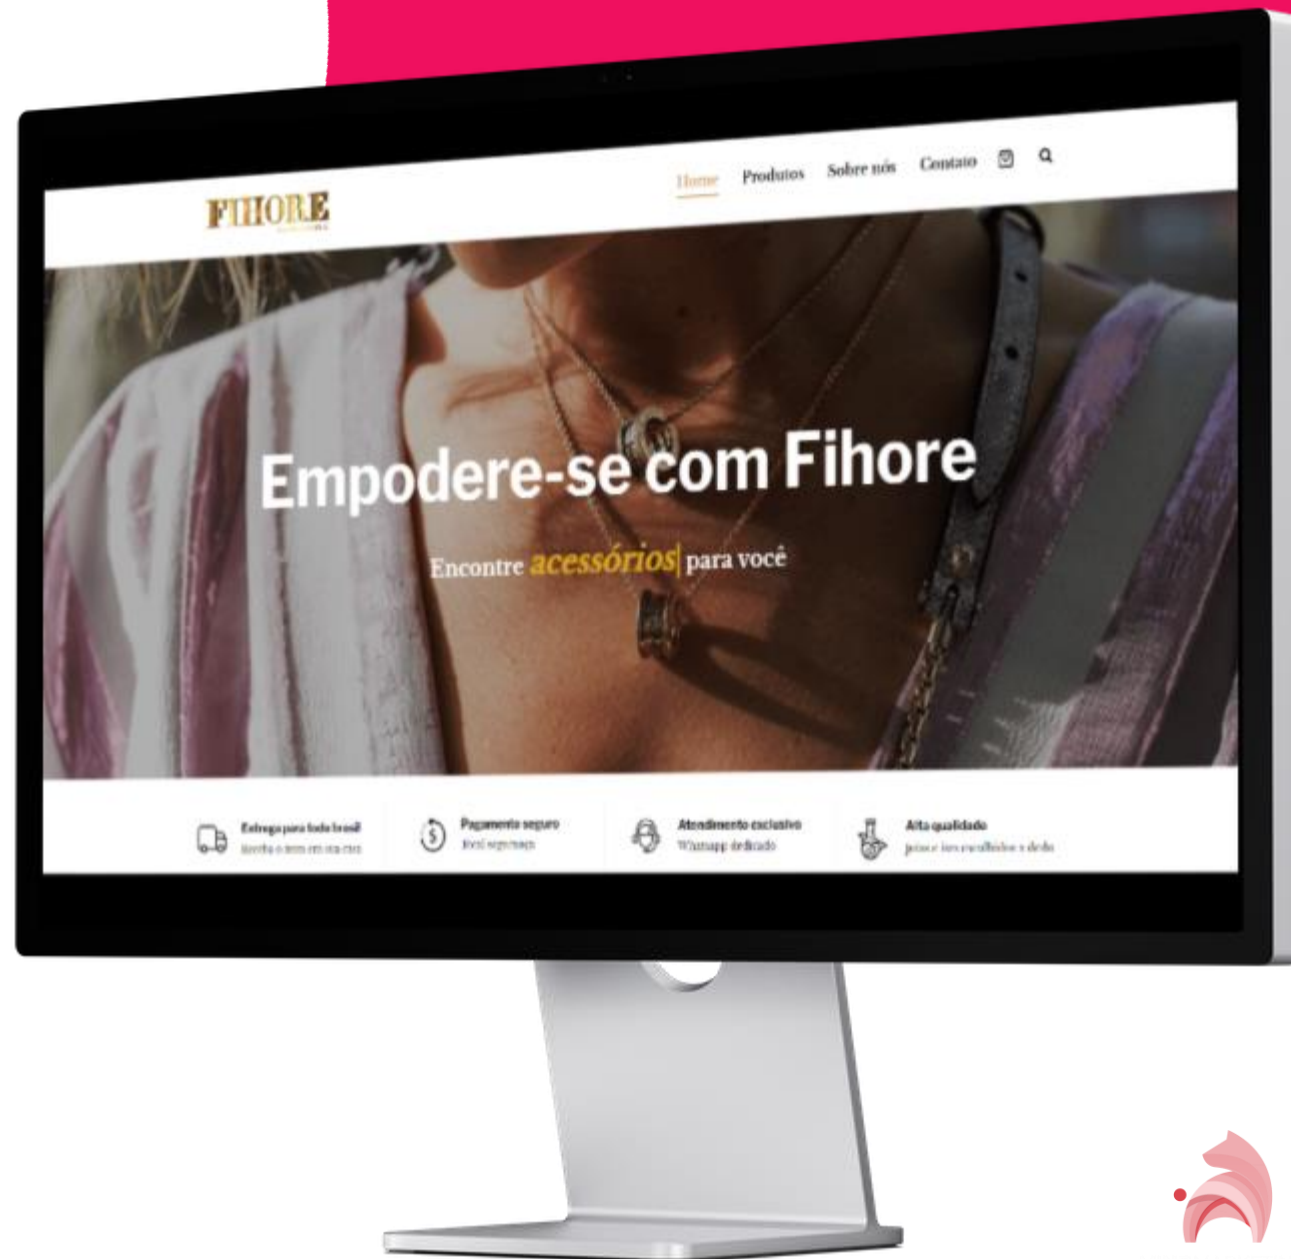 FIHORE
Home Produtos Sobre nós Contato
Empodere-se com Fihore
Encontre acessórios para você
Entrega para todo brasil
Pagamento seguro
Atendimento exclusivo
Whatsapp dedicado
Alta qualidade